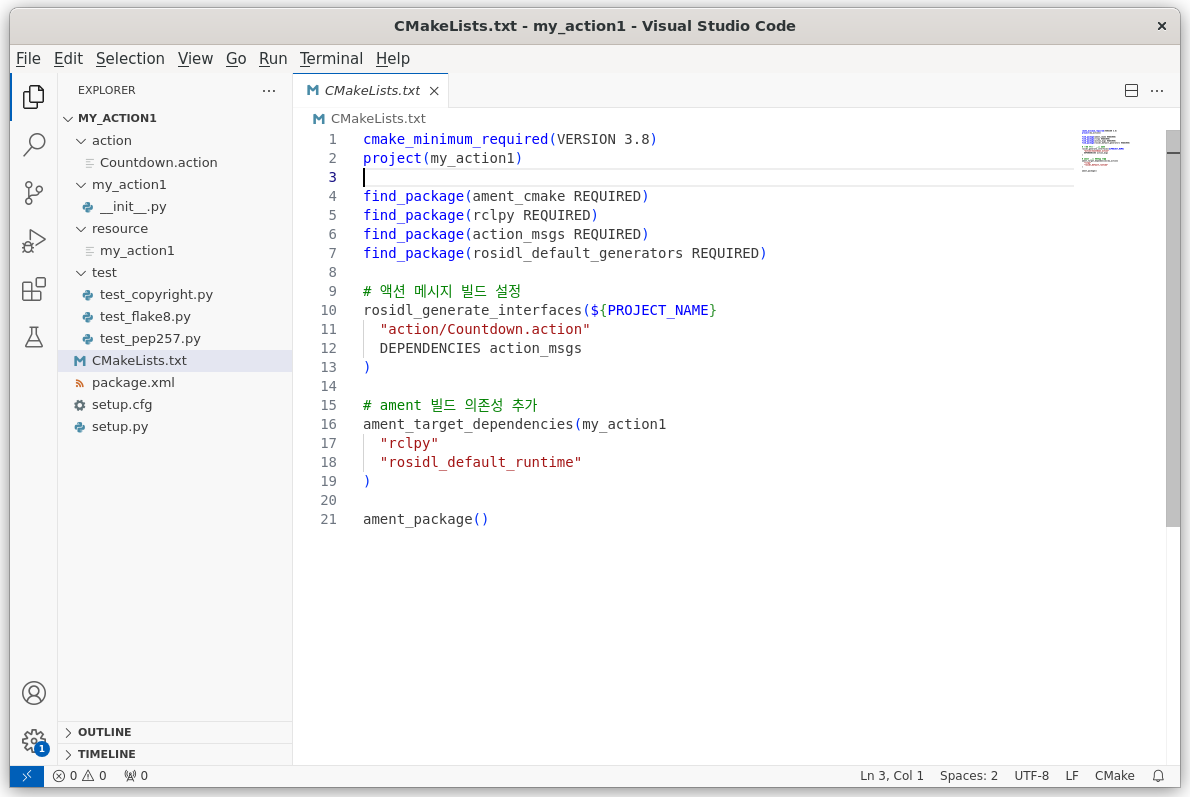 CMakeLists.txt - my_action1 - Visual Studio Code
File Edit Selection View Go Run Terminal Help
EXPLORER
MY_ACTION1
action
Countdown.action
my_action1
__init__.py
resource
my_action1
test
test_copyright.py
test_flake8.py
test_pep257.py
CMakeLists.txt
package.xml
setup.cfg
setup.py
OUTLINE
TIMELINE
CMakeLists.txt
CMakeLists.txt
1 cmake_minimum_required(VERSION 3.8)
2 project(my_action1)
3
4 find_package(ament_cmake REQUIRED)
5 find_package(rclpy REQUIRED)
6 find_package(action_msgs REQUIRED)
7 find_package(rosidl_default_generators REQUIRED)
8
9 # 액션 메시지 빌드 설정
10 rosidl_generate_interfaces(${PROJECT_NAME}
11 "action/Countdown.action"
12 DEPENDENCIES action_msgs
13 )
14
15 # ament 빌드 의존성 추가
16 ament_target_dependencies(my_action1
17 "rclpy"
18 "rosidl_default_runtime"
19 )
20
21 ament_package()
1
0 0 0 Ln 3, Col 1 Spaces: 2 UTF-8 LF CMake